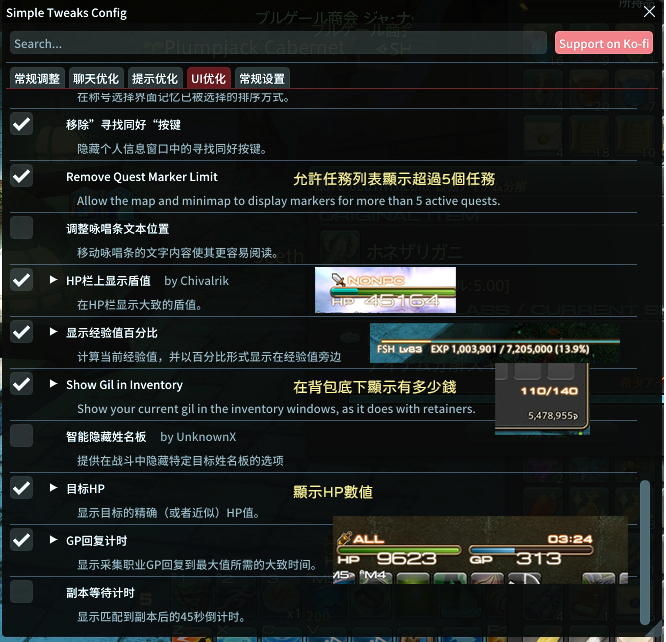 Simple Tweaks Config
Search...
Support on Ko-fi
常规调整 聊天优化 提示优化 UI优化 常规设置
在称号选择界面记忆已被选择的排序方式。
移除”寻找同好“按键
隐藏个人信息窗口中的寻找同好按键。
Remove Quest Marker Limit 允許任務列表顯示超過5個任務
Allow the map and minimap to display markers for more than 5 active quests.
调整咏唱条文本位置
移动咏唱条的文字内容使其更容易阅读。
HP栏上显示盾值 by Chivalrik
NONPC
HP 45164
在HP栏显示大致的盾值。
显示经验值百分比
FSH Lv83 EXP 1,003,901 / 7,205,000 (13.9%)
计算当前经验值，并以百分比形式显示在经验值旁边
Show Gil in Inventory 在背包底下顯示有多少錢
110/140
Show your current gil in the inventory windows, as it does with retainers.
5,478,955
智能隐藏姓名板 by UnknownX
提供在战斗中隐藏特定目标姓名板的选项
目标HP 顯示HP數值
显示目标的精确（或者近似）HP值。
GP回复计时
ALL 03:24
HP 9623 GP 313
显示采集职业GP回复到最大值所需的大致时间。
副本等待计时
显示匹配到副本后的45秒倒计时。